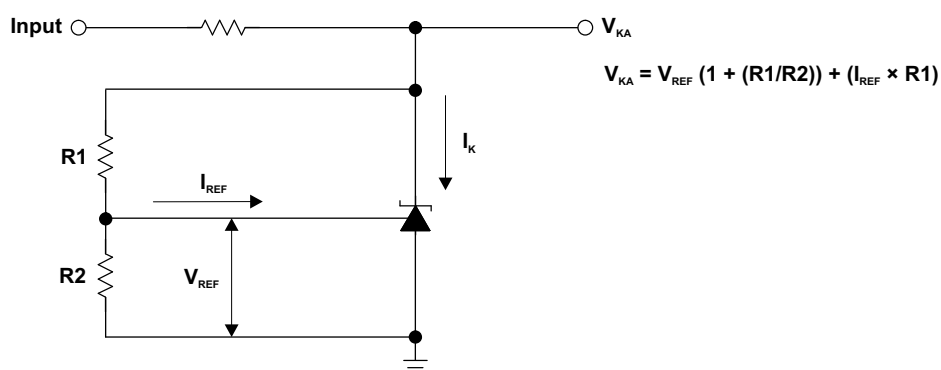 Input
V_KA
V_KA = V_REF (1 + (R1/R2)) + (I_REF × R1)
I_K
R1
I_REF
R2
V_REF